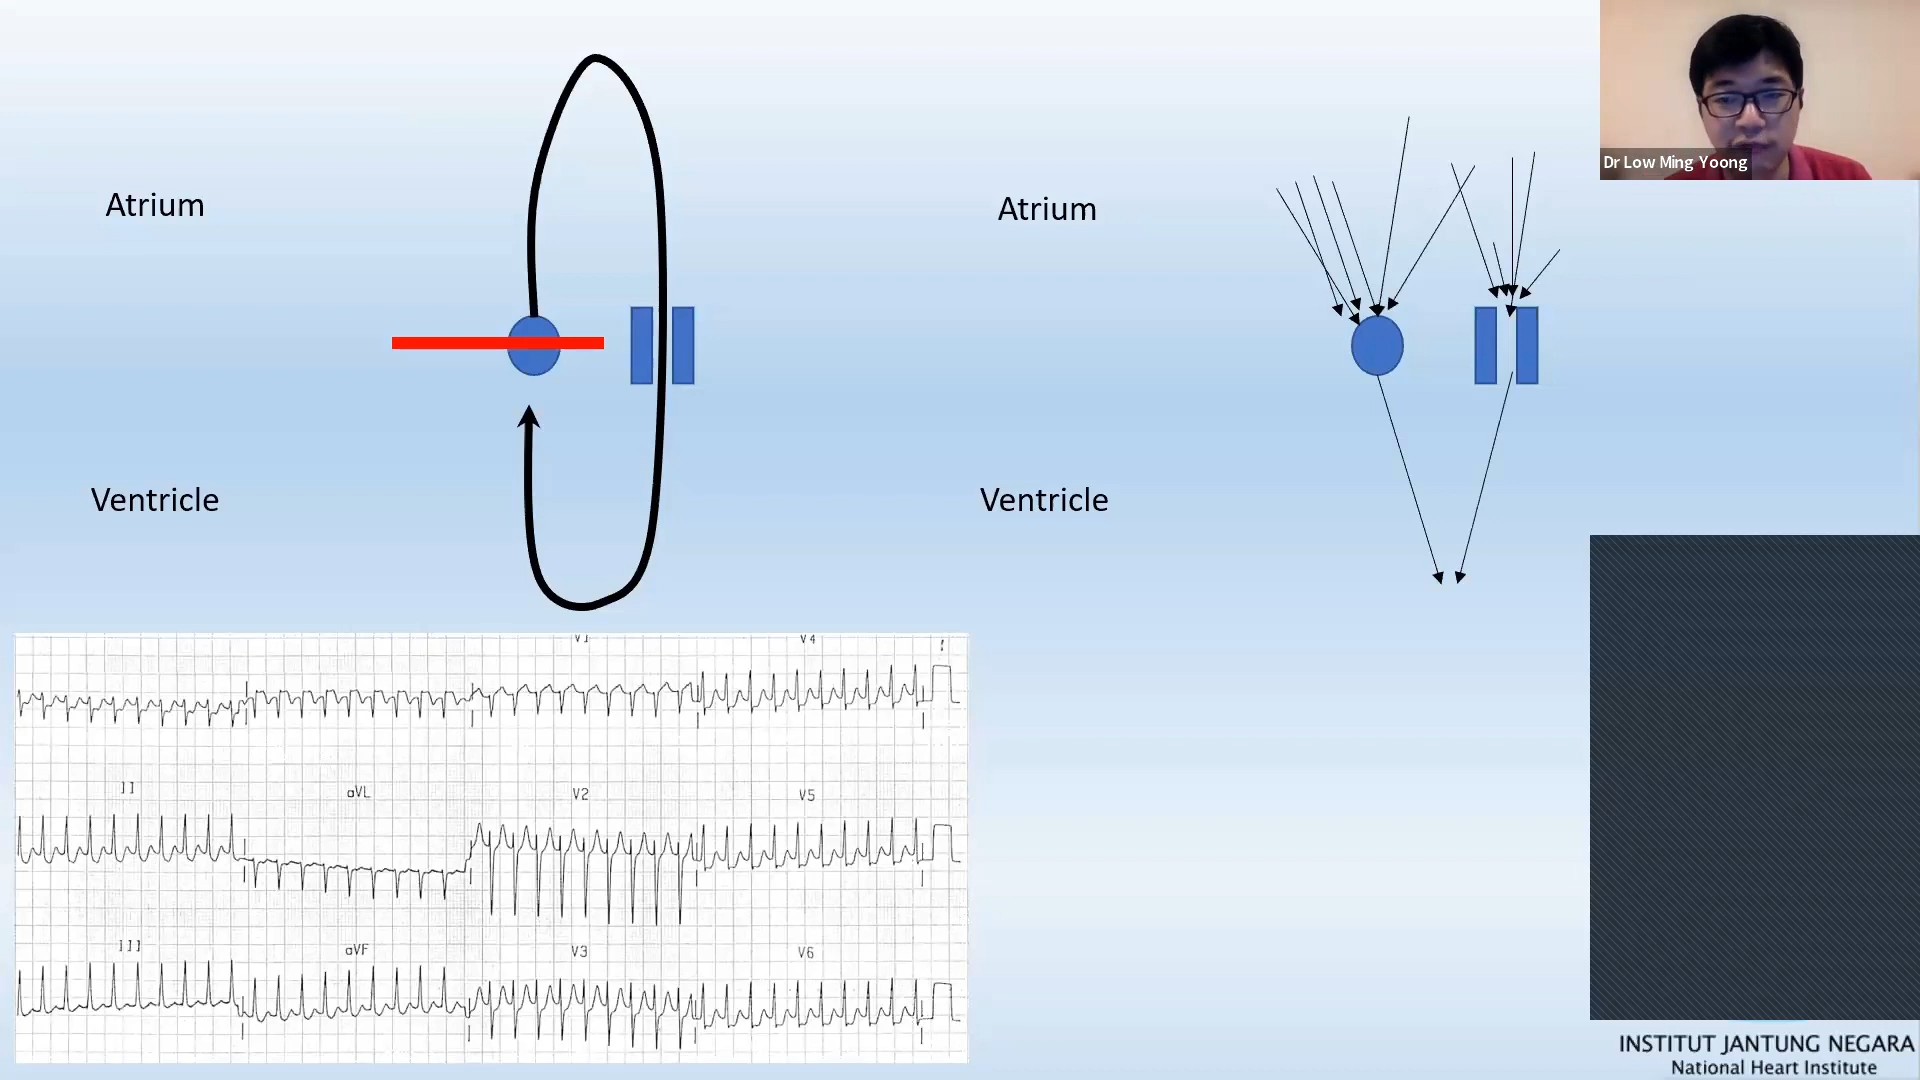 Dr Low Ming Yoong
Atrium
Atrium
Ventricle
Ventricle
V1
V4
II
aVL
V2
V5
III
aVF
V3
V6
INSTITUT JANTUNG NEGARA
National Heart Institute